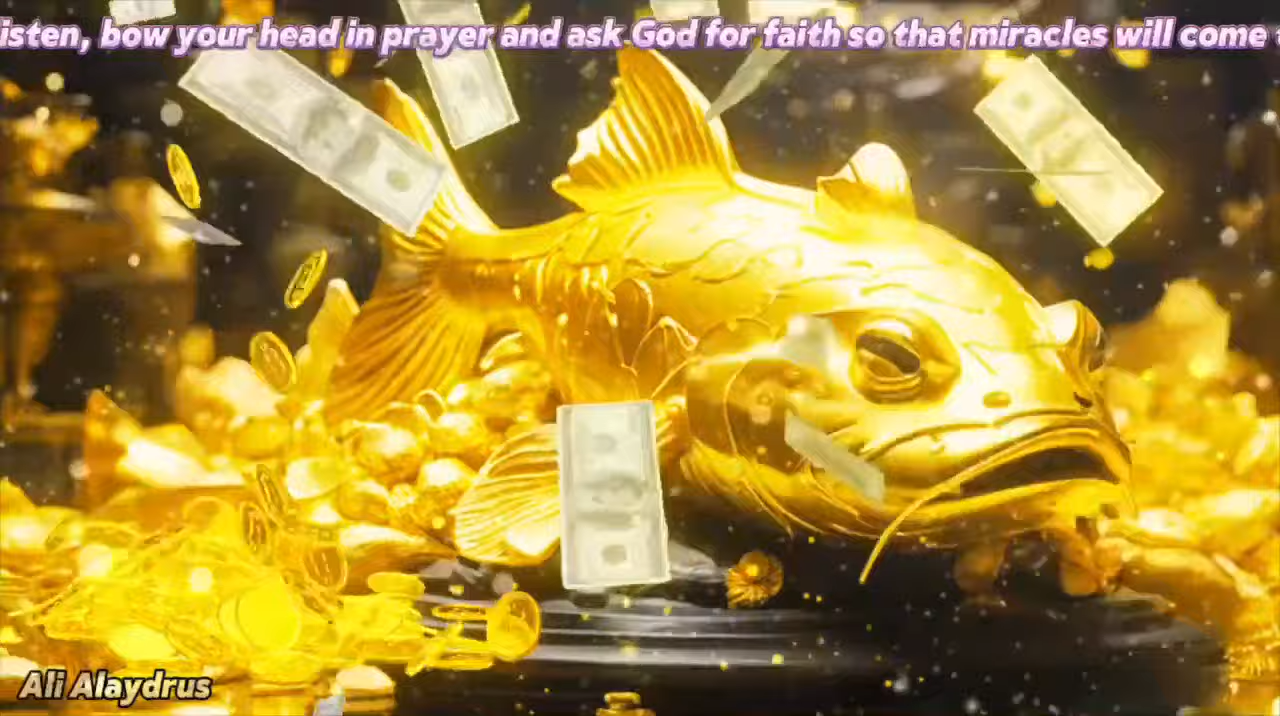 isten, bow your head in prayer and ask God for faith so that miracles will come
Ali Alaydrus